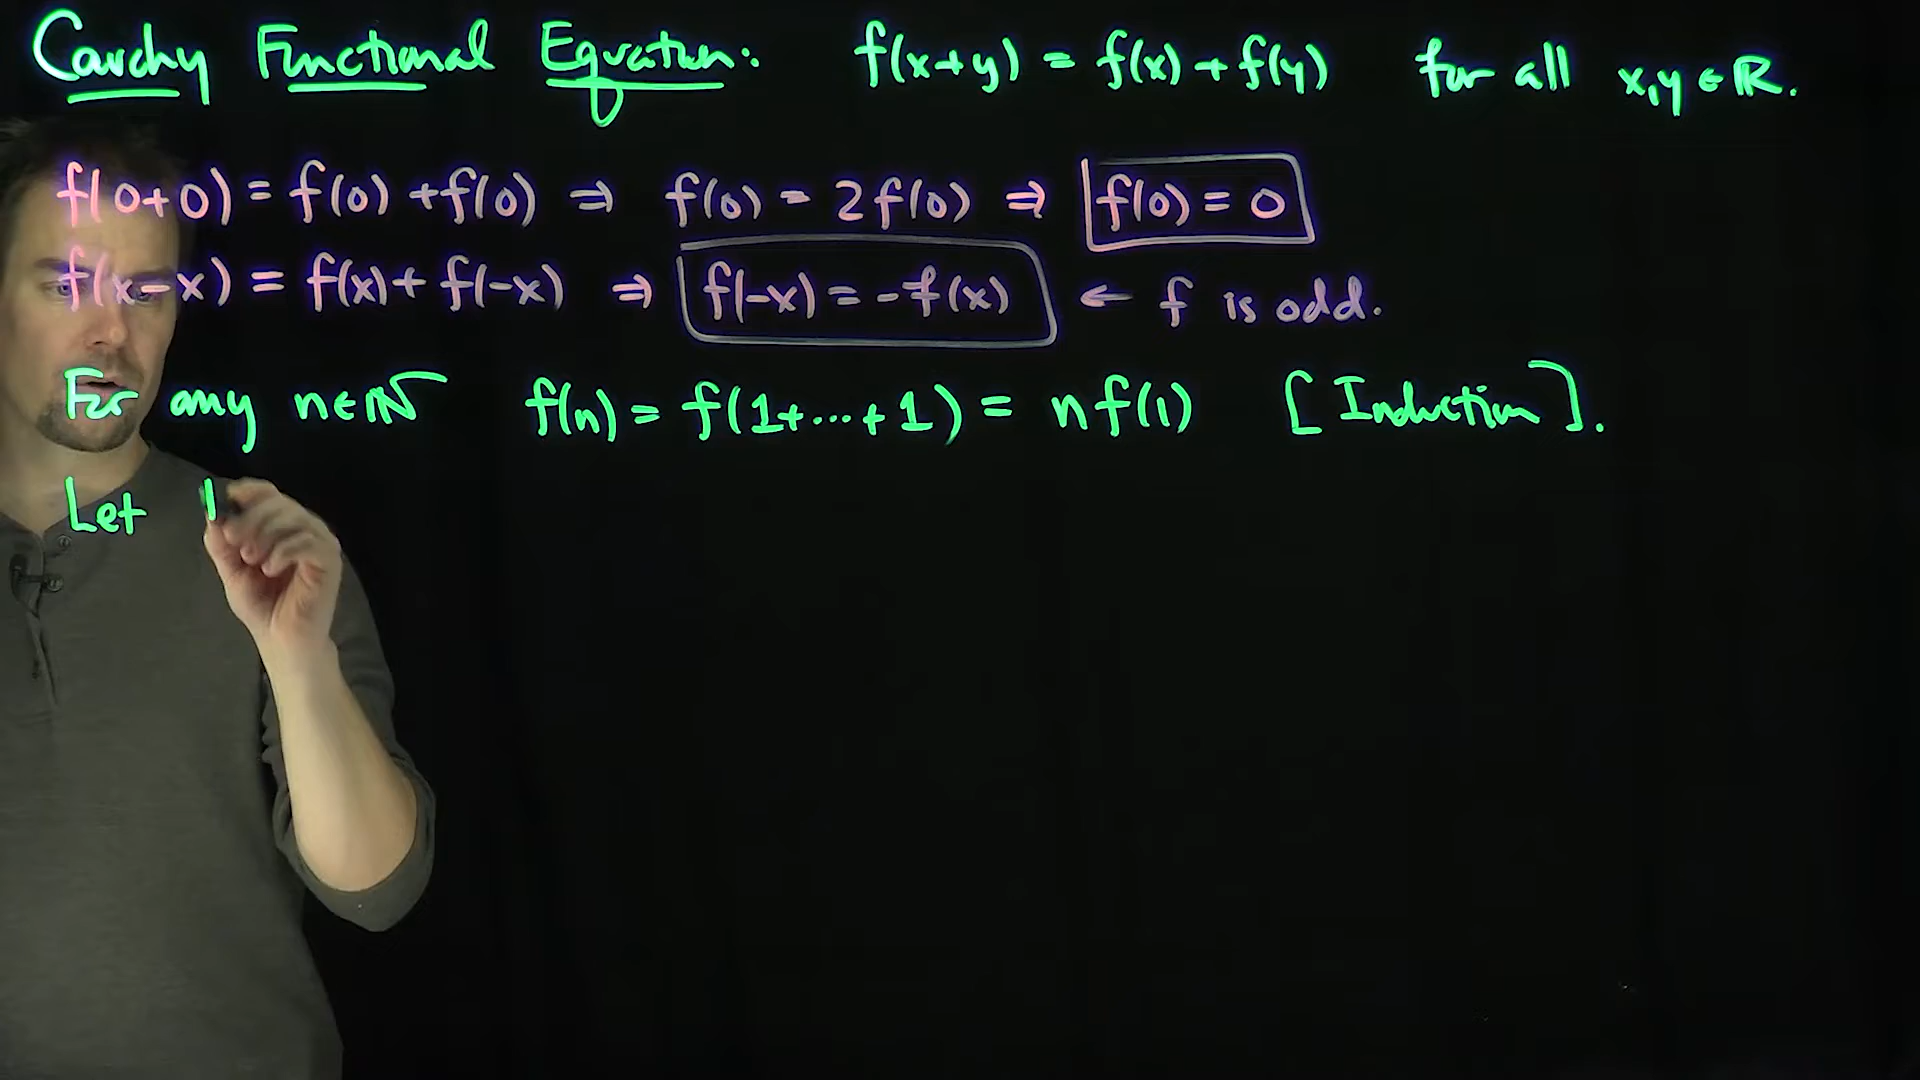 Cauchy Functional Equation: f(x+y) = f(x) + f(y) for all x,y ∈ ℝ.
f(0+0) = f(0) + f(0) ⇒ f(0) = 2f(0) ⇒ f(0) = 0
f(x-x) = f(x) + f(-x) ⇒ f(-x) = -f(x) ← f is odd.
For any n∈ℕ f(n) = f(1+...+1) = nf(1) [Induction].
Let